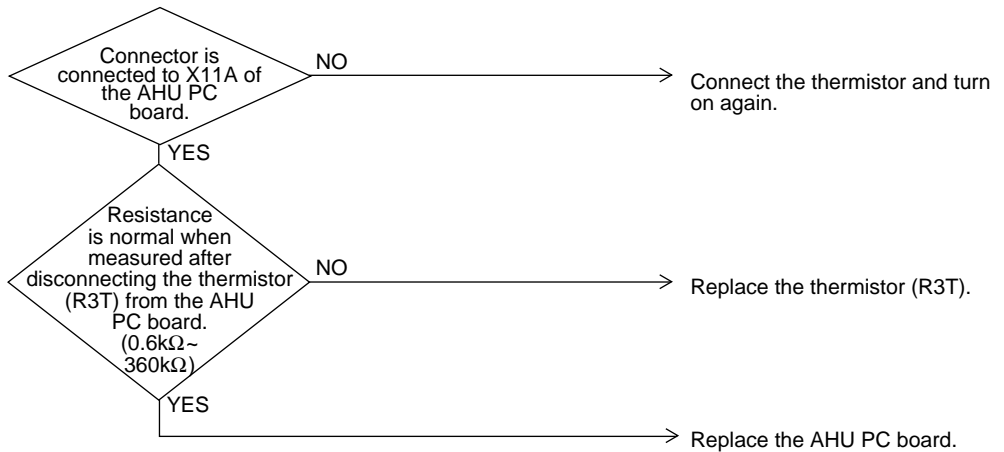 Connector is
connected to X11A of
the AHU PC
board.
NO
Connect the thermistor and turn
on again.
YES
Resistance
is normal when
measured after
disconnecting the thermistor
(R3T) from the AHU
PC board.
(0.6kΩ~
360kΩ)
NO
Replace the thermistor (R3T).
YES
Replace the AHU PC board.